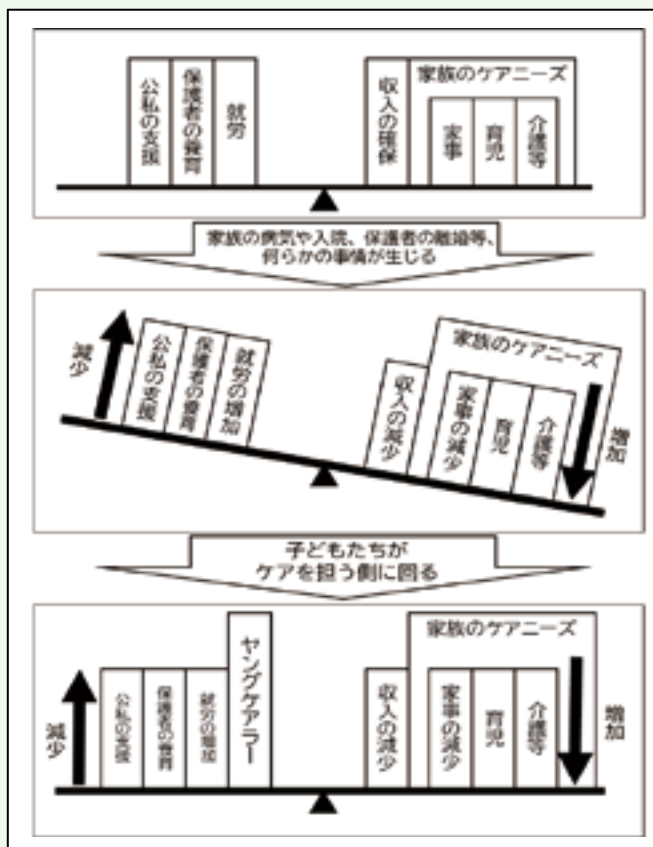 公私の支援
保護者の養育
就労
収入の確保
家族のケアニーズ
家事
育児
介護等
家族の病気や入院、保護者の離婚等、
何らかの事情が生じる
減少
公私の支援
保護者の養育
就労の増加
収入の減少
家族のケアニーズ
家事の減少
育児
介護等
増加
子どもたちが
ケアを担う側に回る
減少
公私の支援
保護者の養育
就労の増加
ヤングケアラー
収入の減少
家族のケアニーズ
家事の減少
育児
介護等
増加